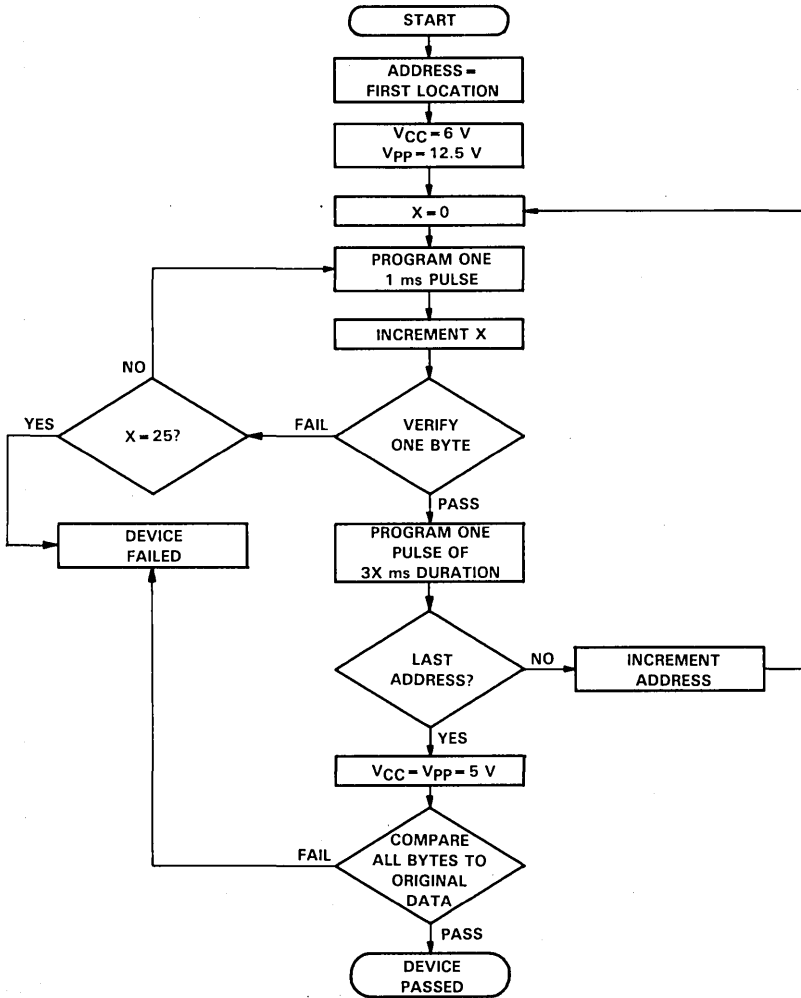 START
ADDRESS=
FIRST LOCATION
VCC=6 V
VPP=12.5 V
X=0
PROGRAM ONE
1 ms PULSE
INCREMENT X
NO
YES
X=25?
FAIL
VERIFY
ONE BYTE
PASS
DEVICE
FAILED
PROGRAM ONE
PULSE OF
3X ms DURATION
LAST
ADDRESS?
NO
INCREMENT
ADDRESS
YES
VCC=VPP=5 V
FAIL
COMPARE
ALL BYTES TO
ORIGINAL
DATA
PASS
DEVICE
PASSED